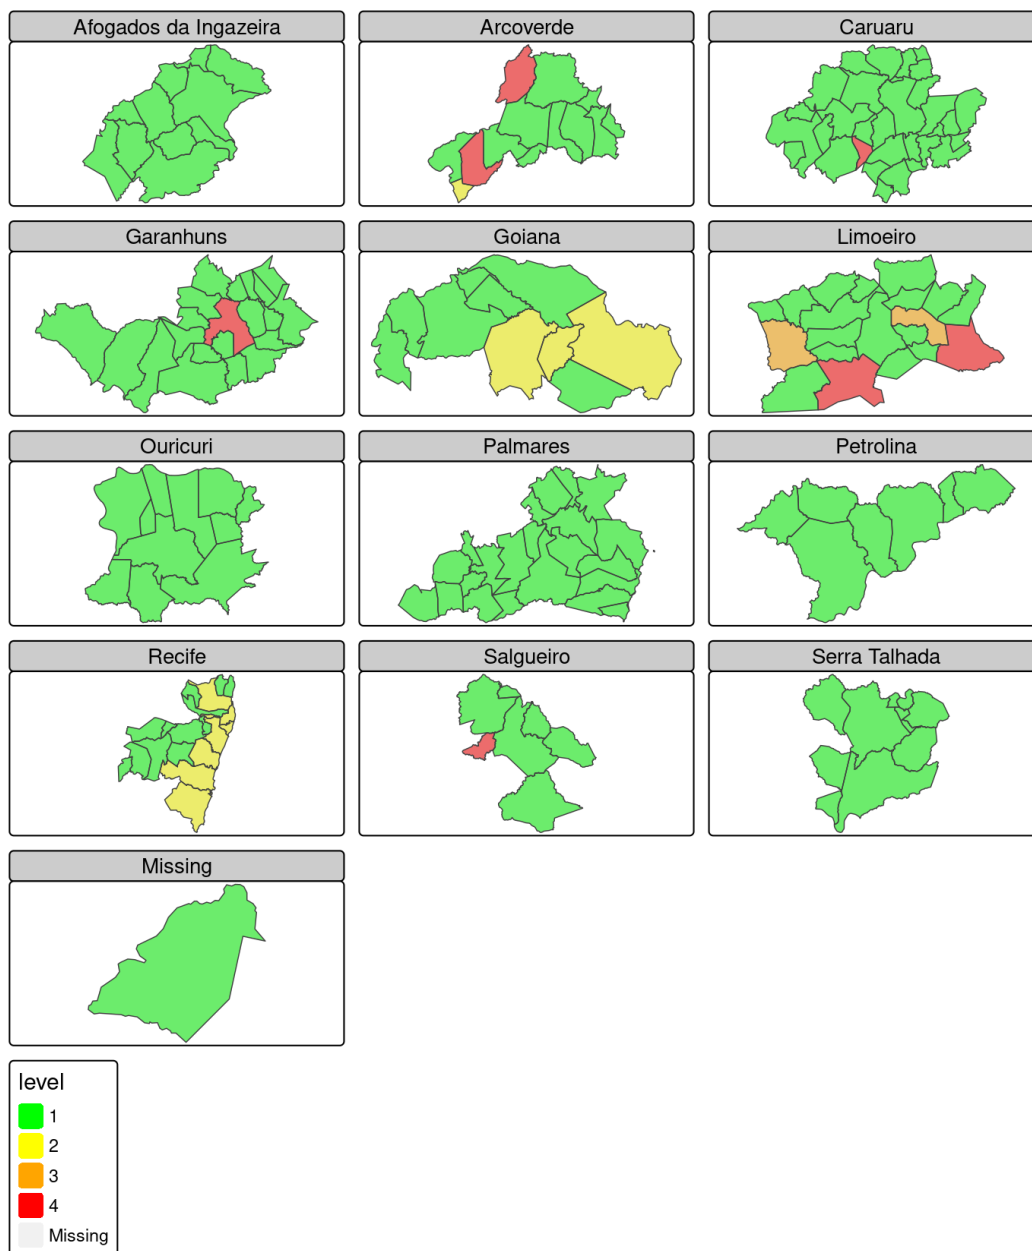 Afogados da Ingazeira
Arcoverde
Caruaru
Garanhuns
Goiana
Limoeiro
Ouricuri
Palmares
Petrolina
Recife
Salgueiro
Serra Talhada
Missing
level
1
2
3
4
Missing